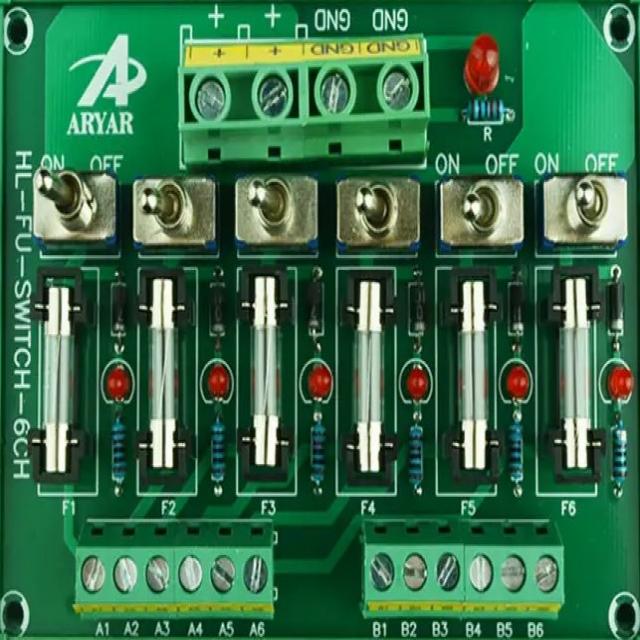 + + GND GND
+ + GND GND
ARYAR
R
HL-FU-SWITCH-6CH
ON OFF
ON OFF
ON OFF
F1 F2 F3 F4 F5 F6
A1 A2 A3 A4 A5 A6
B1 B2 B3 B4 B5 B6